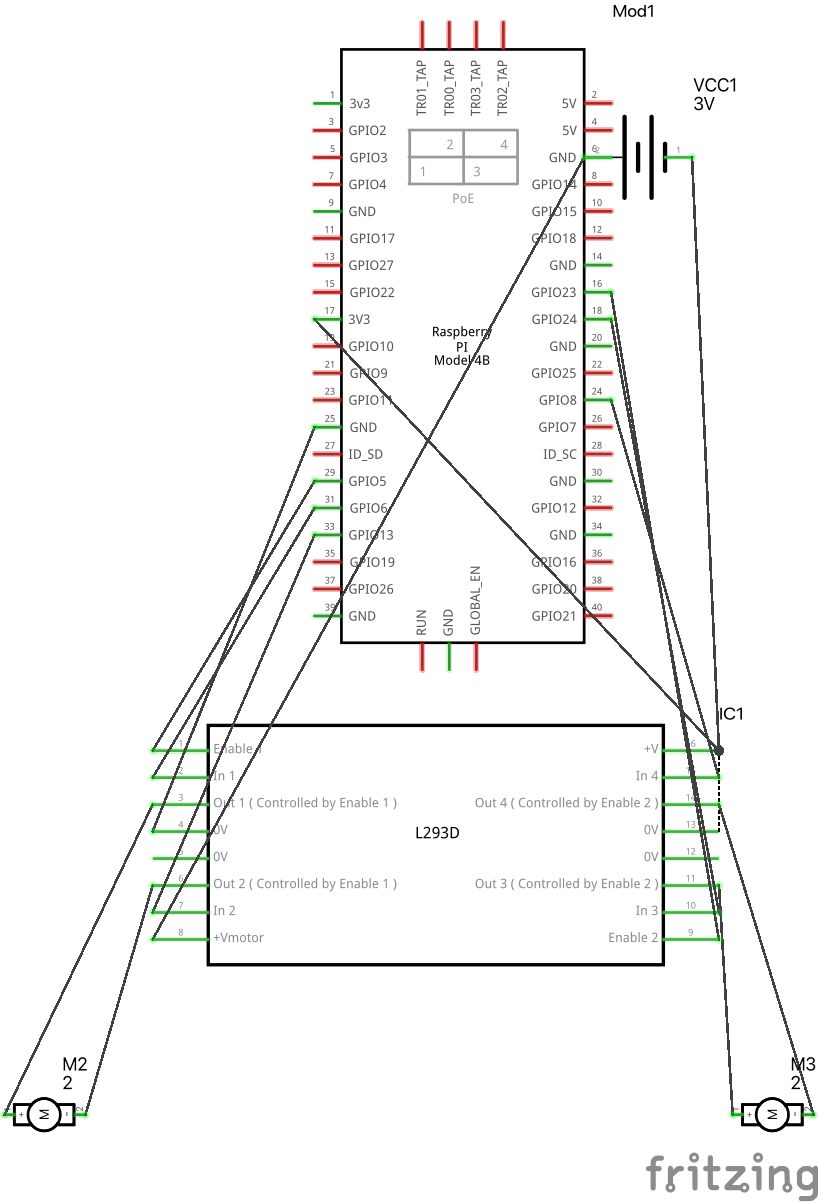 Mod1
VCC1
3V
TR01_TAP
TR00_TAP
TR03_TAP
TR02_TAP
1 3v3
3 GPIO2
5 GPIO3
7 GPIO4
9 GND
11 GPIO17
13 GPIO27
15 GPIO22
17 3V3
19 GPIO10
21 GPIO9
23 GPIO11
25 GND
27 ID_SD
29 GPIO5
31 GPIO6
33 GPIO13
35 GPIO19
37 GPIO26
39 GND
2 4
1 3
PoE
Raspberry
PI
Model 4B
5V 2
5V 4
GND 6
GPIO14 8
GPIO15 10
GPIO18 12
GND 14
GPIO23 16
GPIO24 18
GND 20
GPIO25 22
GPIO8 24
GPIO7 26
ID_SC 28
GND 30
GPIO12 32
GND 34
GPIO16 36
GPIO20 38
GPIO21 40
1
RUN
GND
GLOBAL_EN
IC1
1 Enable 1
2 In 1
3 Out 1 ( Controlled by Enable 1 )
4 0V
0V
6 Out 2 ( Controlled by Enable 1 )
7 In 2
8 +Vmotor
L293D
+V 16
In 4
Out 4 ( Controlled by Enable 2 ) 14
0V 13
0V 12
Out 3 ( Controlled by Enable 2 ) 11
In 3 10
Enable 2 9
M2
2
M
M3
2
M
fritzing